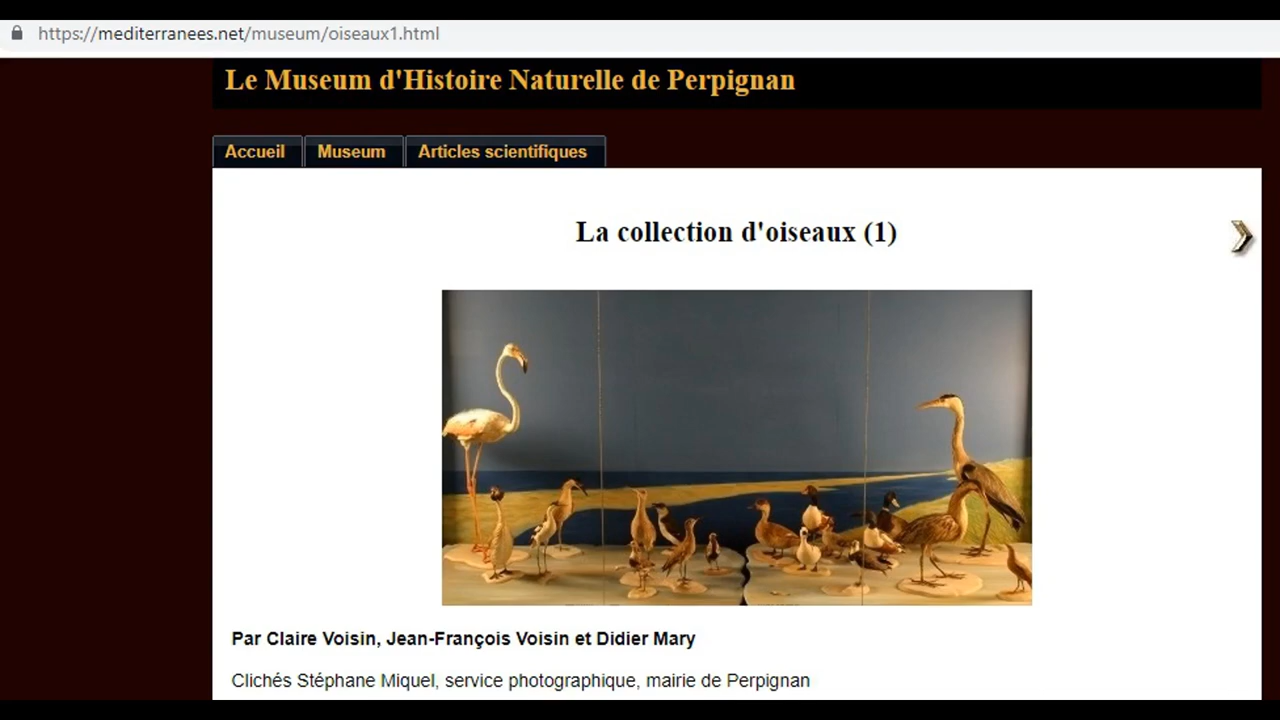 https://mediterranees.net/museum/oiseaux1.html
Le Museum d'Histoire Naturelle de Perpignan
Accueil Museum Articles scientifiques
La collection d'oiseaux (1)
Par Claire Voisin, Jean-François Voisin et Didier Mary
Clichés Stéphane Miquel, service photographique, mairie de Perpignan